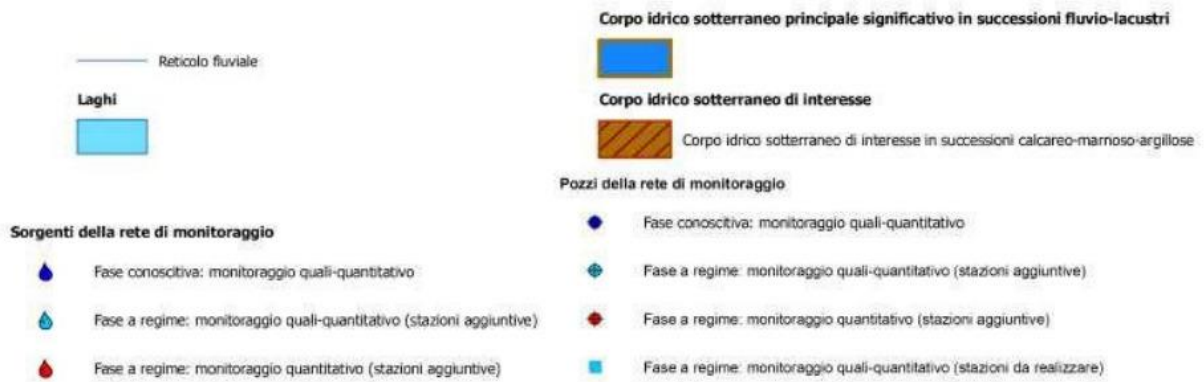 Reticolo fluviale
Laghi
Corpo idrico sotterraneo principale significativo in successioni fluvio-lacustri
Corpo idrico sotterraneo di interesse
Corpo idrico sotterraneo di interesse in successioni calcareo-marnoso-argillose
Sorgenti della rete di monitoraggio
Fase conoscitiva: monitoraggio quali-quantitativo
Fase a regime: monitoraggio quali-quantitativo (stazioni aggiuntive)
Fase a regime: monitoraggio quantitativo (stazioni aggiuntive)
Pozzi della rete di monitoraggio
Fase conoscitiva: monitoraggio quali-quantitativo
Fase a regime: monitoraggio quali-quantitativo (stazioni aggiuntive)
Fase a regime: monitoraggio quantitativo (stazioni aggiuntive)
Fase a regime: monitoraggio quali-quantitativo (stazioni da realizzare)